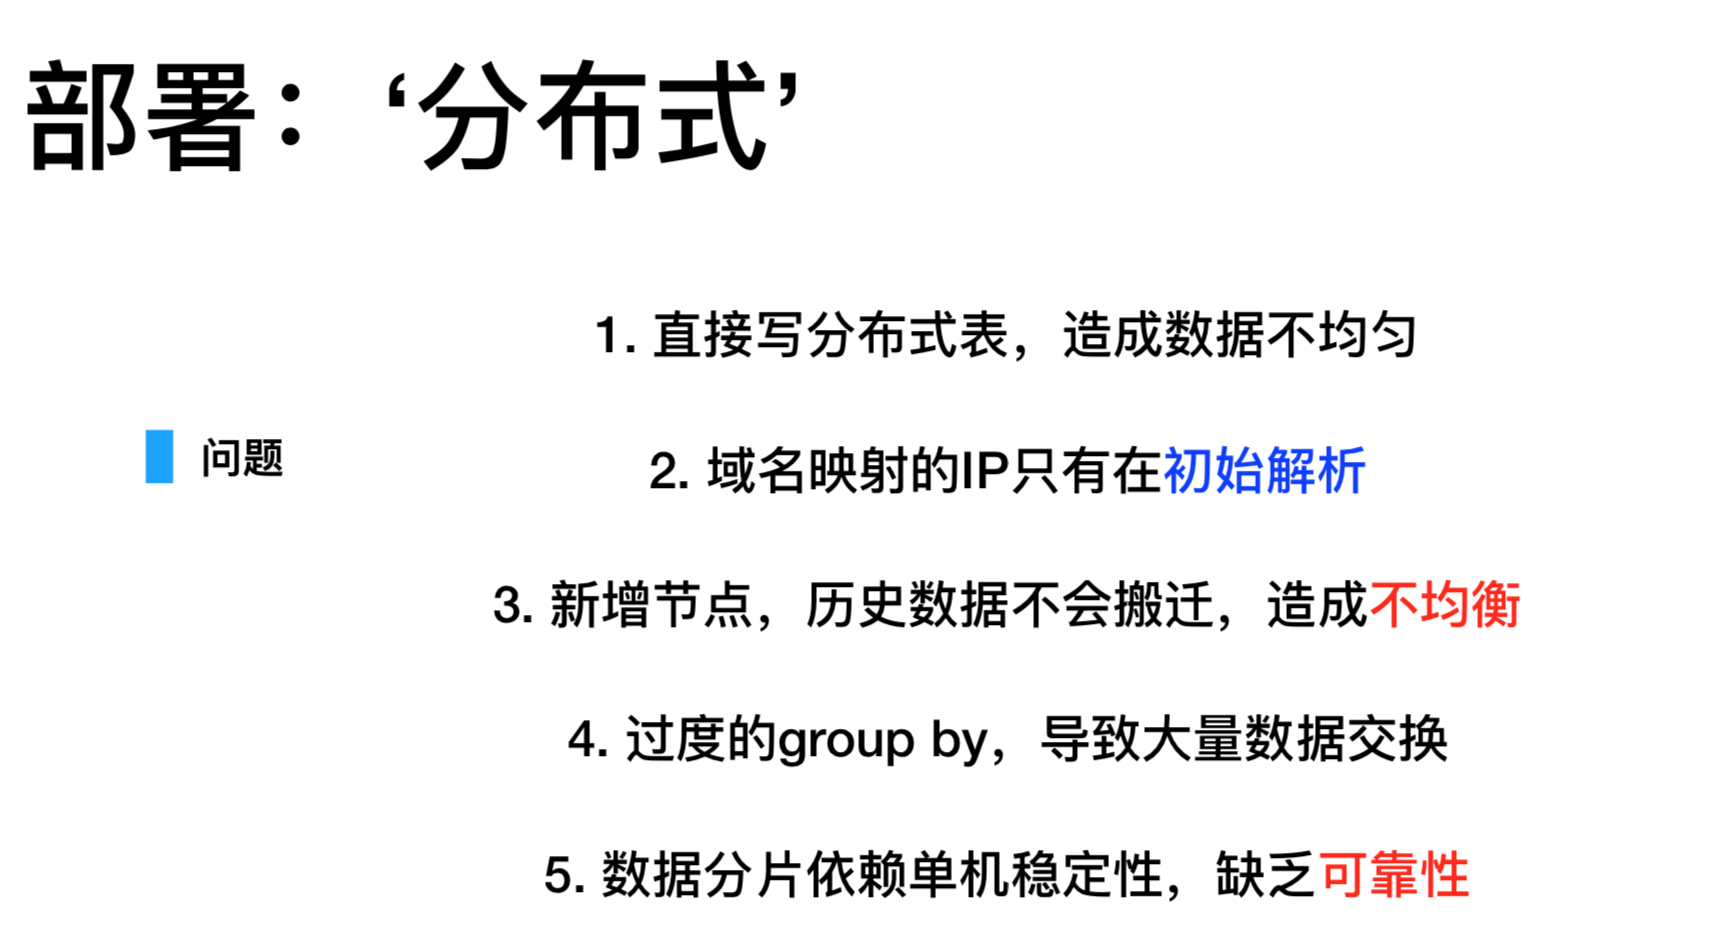 部署：‘分布式’
1. 直接写分布式表，造成数据不均匀
问题
2. 域名映射的IP只有在初始解析
3. 新增节点，历史数据不会搬迁，造成不均衡
4. 过度的group by，导致大量数据交换
5. 数据分片依赖单机稳定性，缺乏可靠性